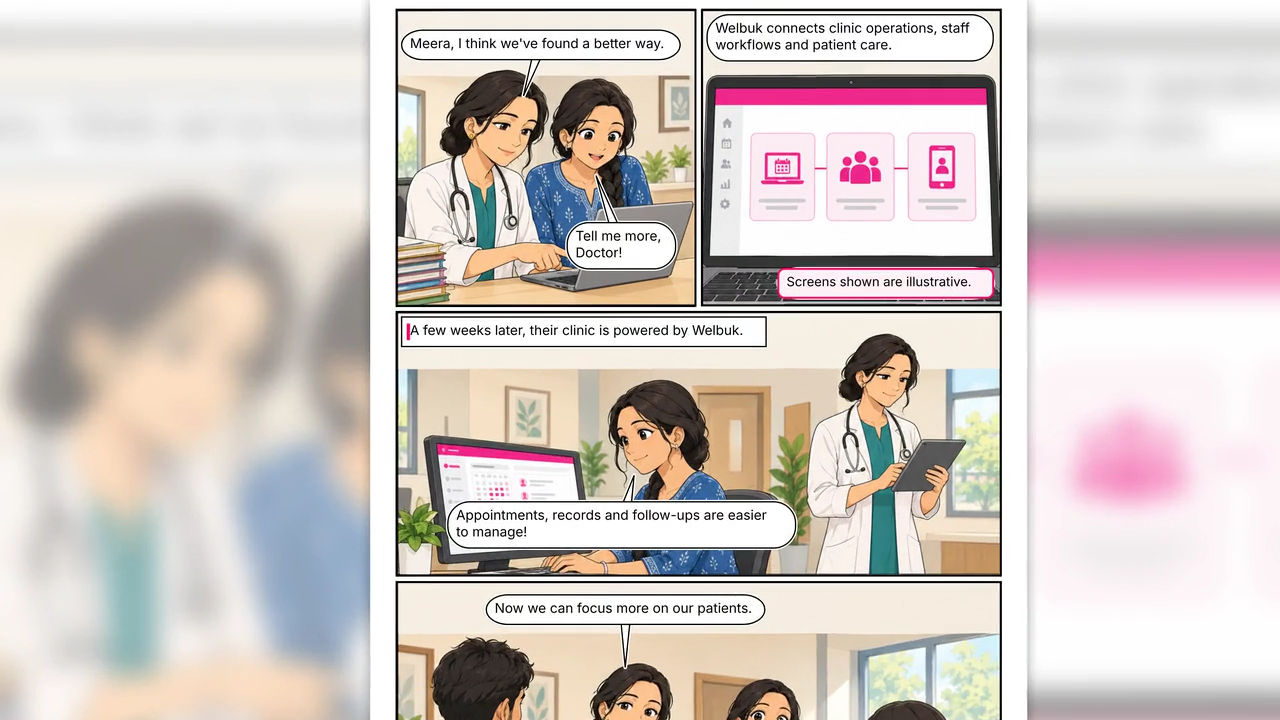 Meera, I think we've found a better way.
Tell me more,
Doctor!
Welbuk connects clinic operations, staff
workflows and patient care.
Screens shown are illustrative.
A few weeks later, their clinic is powered by Welbuk.
Appointments, records and follow-ups are easier
to manage!
Now we can focus more on our patients.